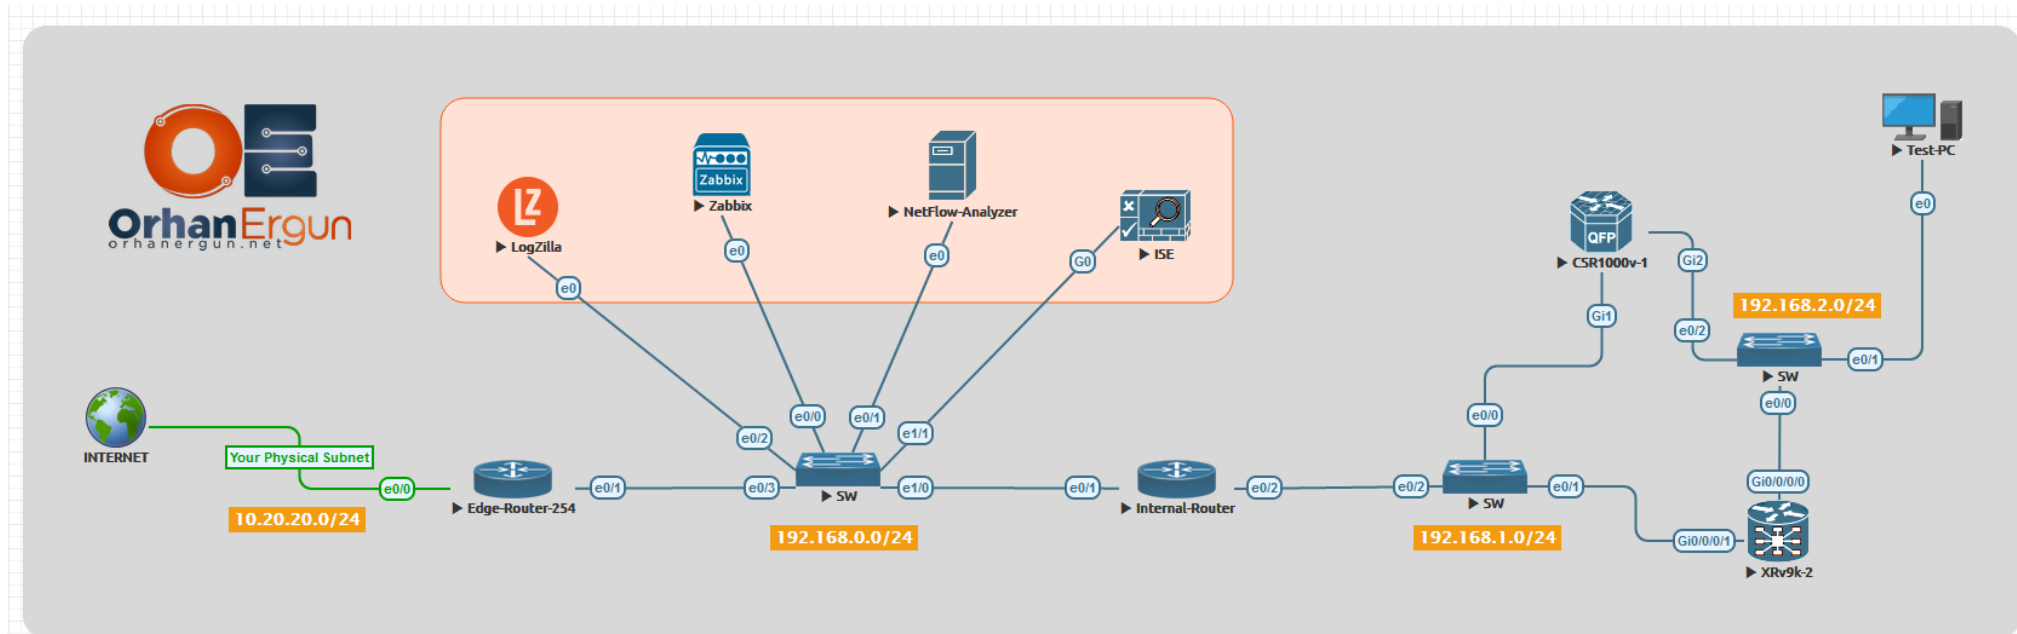 OE
OrhanErgun
orhanergun.net
LZ
LogZilla
e0
Zabbix
Zabbix
e0
NetFlow-Analyzer
e0
ISE
G0
Test-PC
e0
QFP
CSR1000v-1
Gi2
Gi1
192.168.2.0/24
e0/2
e0/1
SW
e0/0
INTERNET
Your Physical Subnet
e0/0
10.20.20.0/24
Edge-Router-254
e0/1
e0/3
e0/2
e0/0
e0/1
e1/1
SW
e1/0
192.168.0.0/24
e0/1
Internal-Router
e0/2
e0/2
e0/0
SW
e0/1
192.168.1.0/24
Gi0/0/0/0
Gi0/0/0/1
XRv9k-2